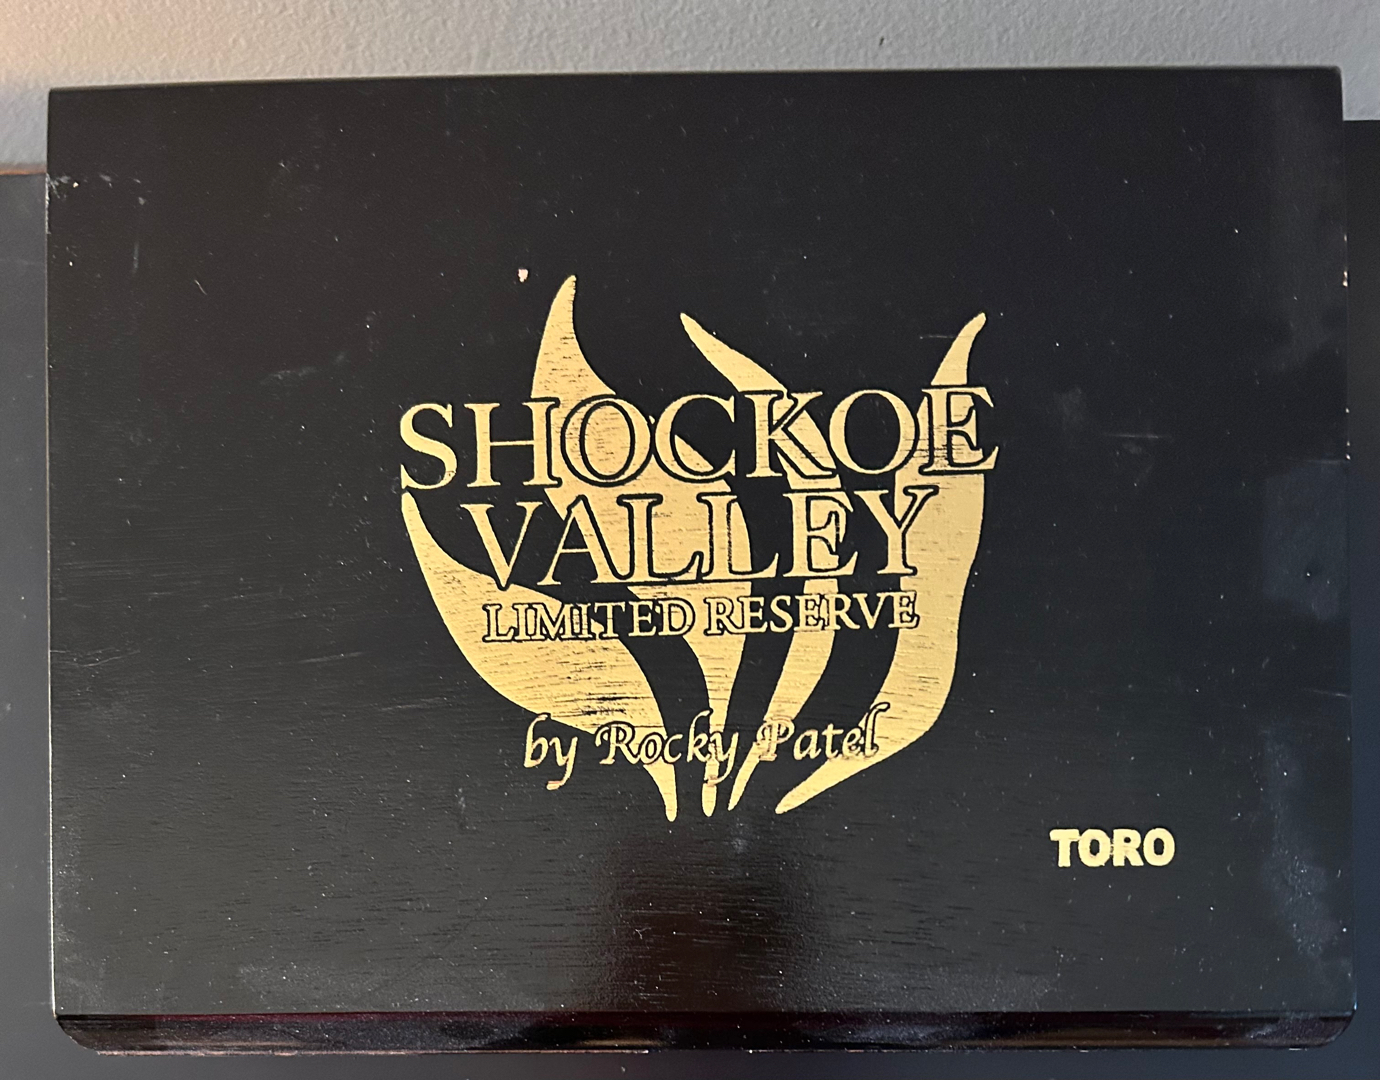 SHOCKOE
VALLEY
LIMITED RESERVE
by Rocky Patel
TORO